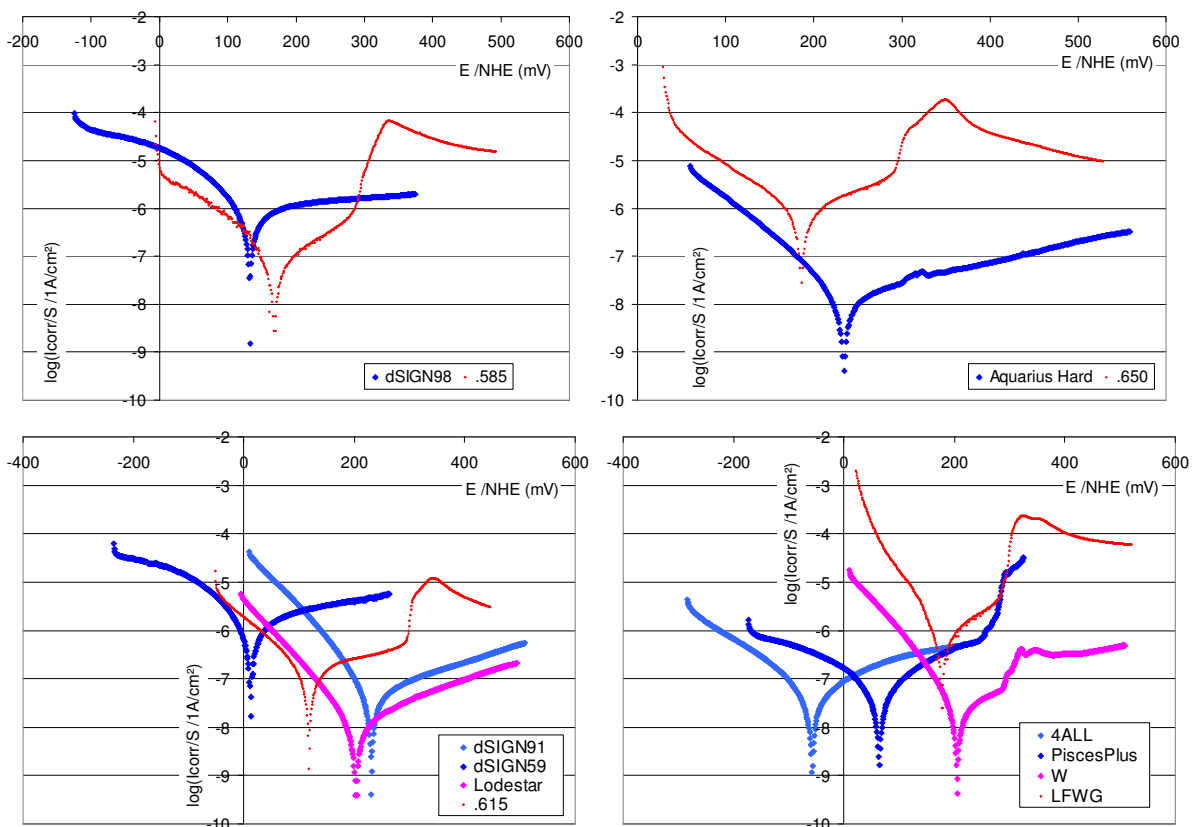 -2
-200 -100 0 100 200 300 400 500 600
-3
E /NHE (mV)
-4
-5
-6
-7
-8
-9
-10
log(Icorr/S /1A/cm²)
dSIGN98 .585
-2
0 100 200 300 400 500 600
-3
E /NHE (mV)
-4
-5
-6
-7
-8
-9
-10
log(Icorr/S /1A/cm²)
Aquarius Hard .650
-2
-400 -200 0 200 400 600
-3
E /NHE (mV)
-4
-5
-6
-7
-8
-9
-10
log(Icorr/S /1A/cm²)
dSIGN91
dSIGN59
Lodestar
.615
-2
-400 -200 0 200 400 600
-3
E /NHE (mV)
-4
-5
-6
-7
-8
-9
-10
log(Icorr/S /1A/cm²)
4ALL
PiscesPlus
W
LFWG